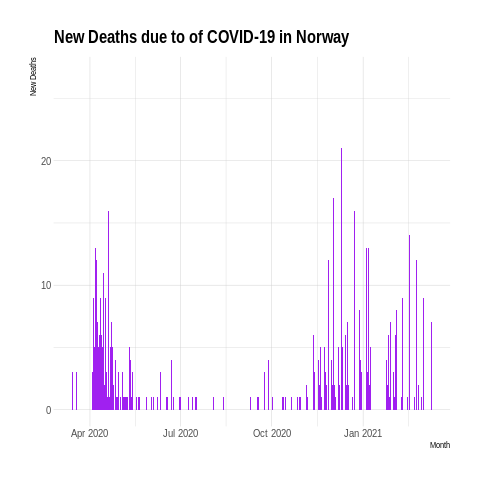 New Deaths due to of COVID-19 in Norway
New Deaths
20
10
0
Apr 2020 Jul 2020 Oct 2020 Jan 2021
Month